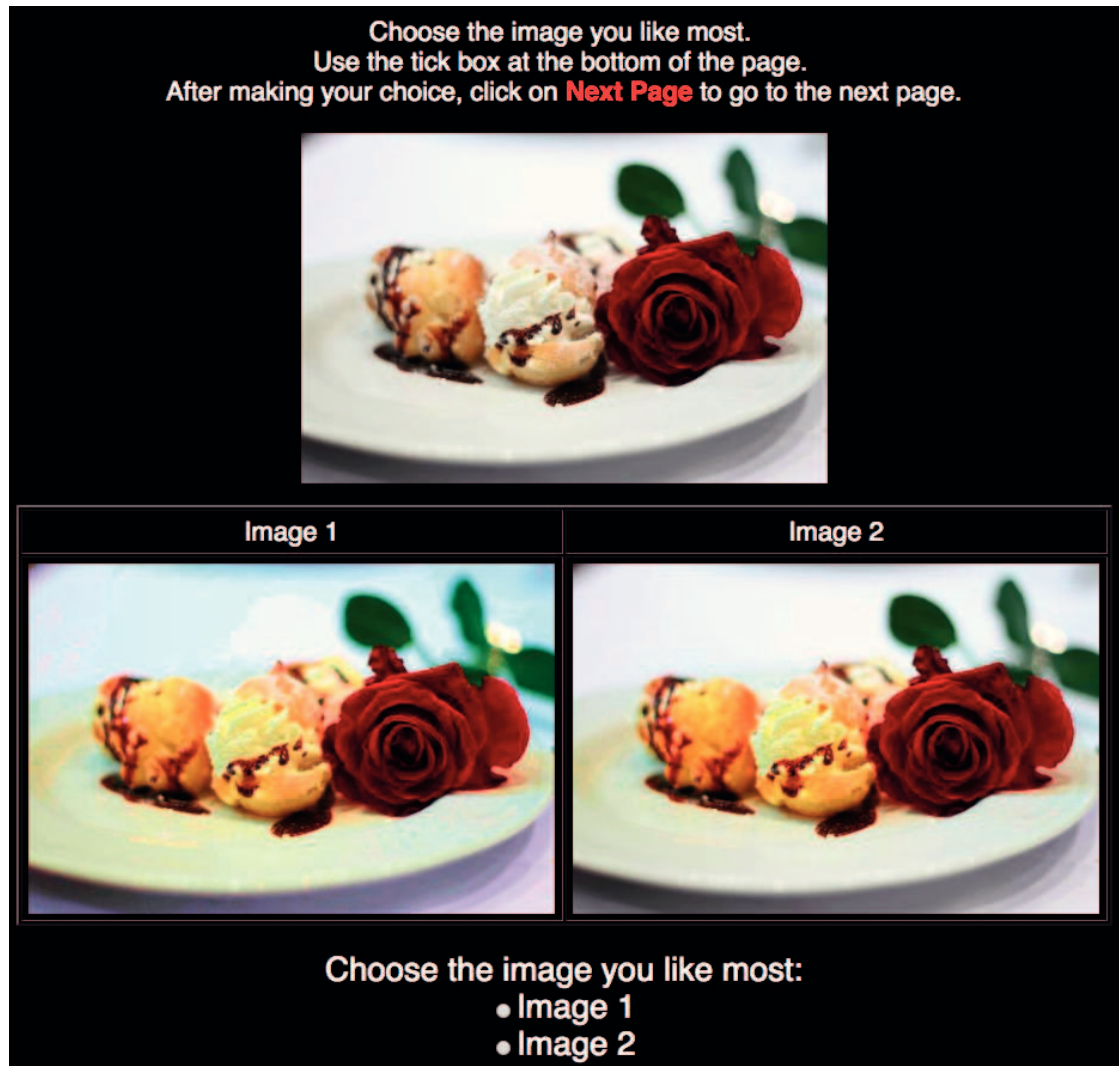 Choose the image you like most.
Use the tick box at the bottom of the page.
After making your choice, click on Next Page to go to the next page.
Image 1
Image 2
Choose the image you like most:
Image 1
Image 2